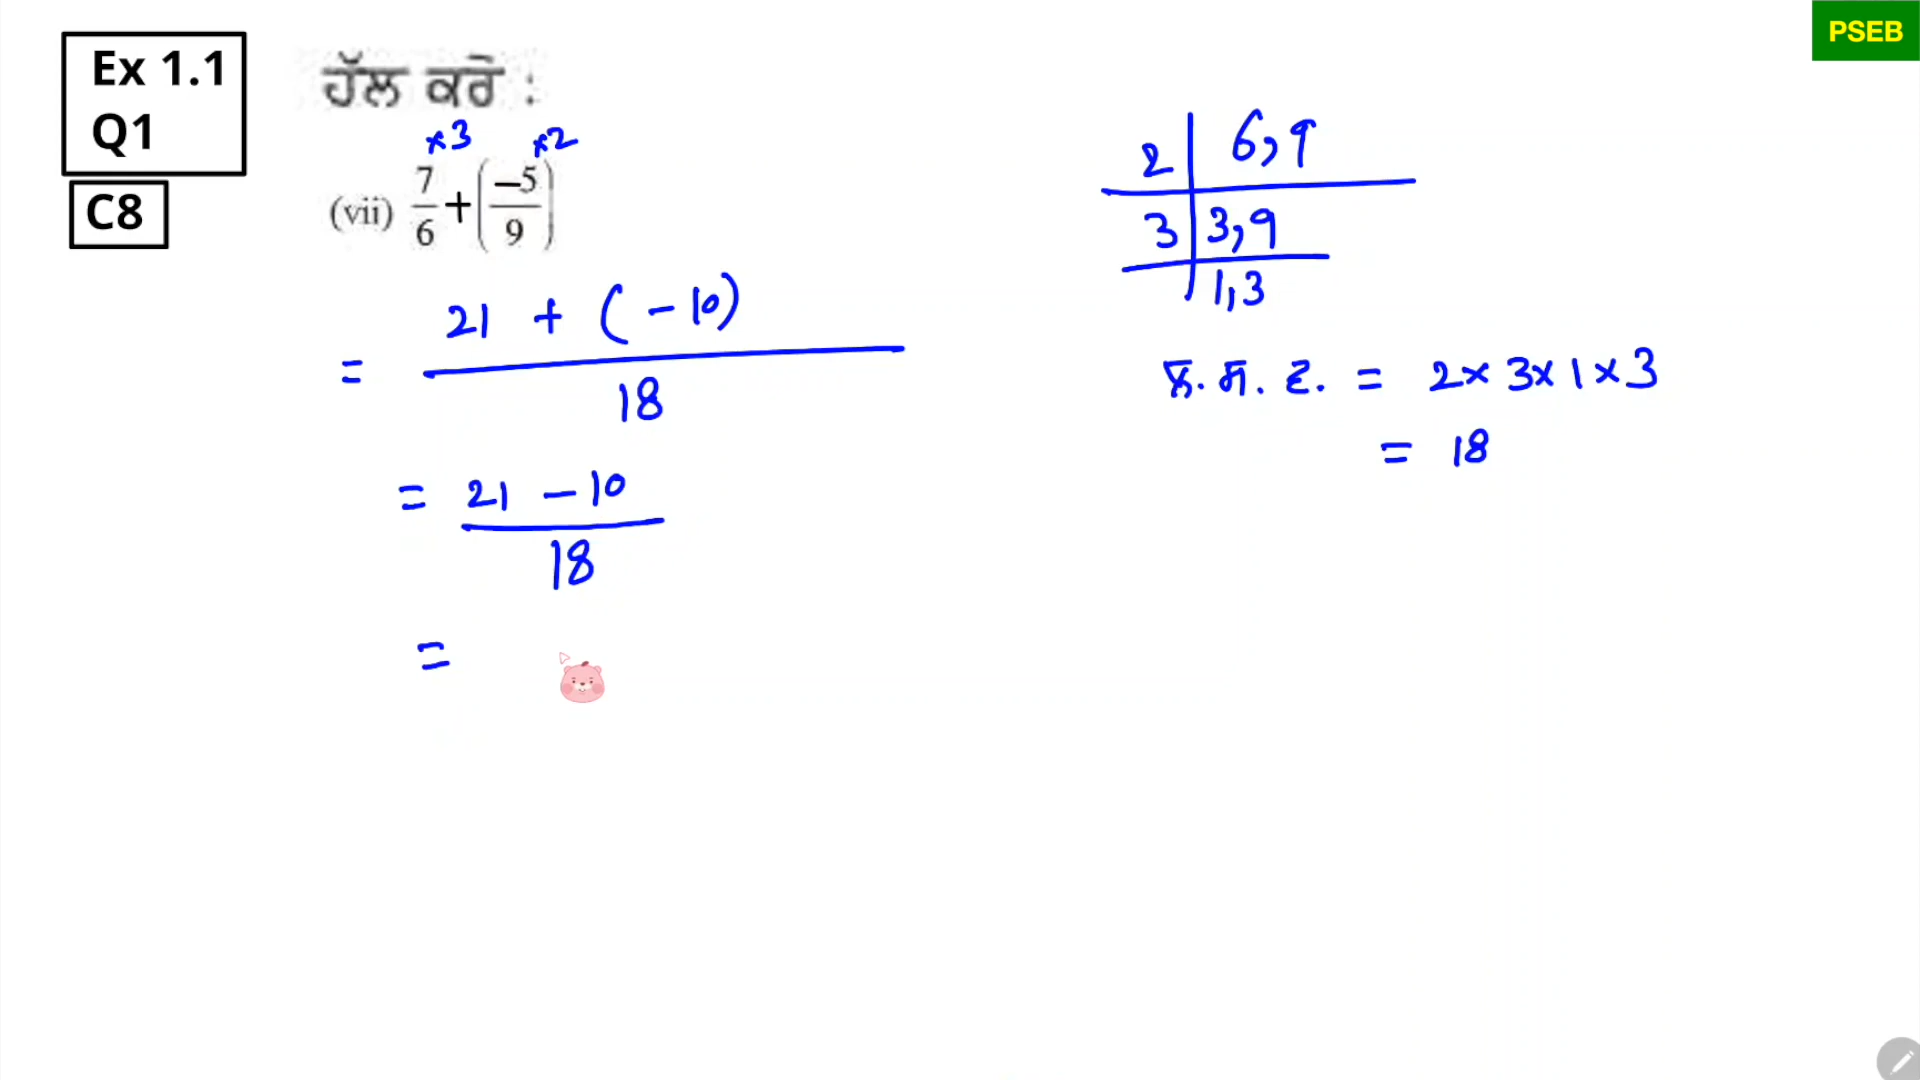 Ex 1.1
Q1
C8
PSEB
ਹੱਲ ਕਰੋ :
×3 ×2
(vii) 7/6 + (−5/9)
= 21 + (−10) / 18
= 21 − 10 / 18
=
2 | 6,9
3 | 3,9
1,3
ਲ.ਸ.ਵ. = 2×3×1×3
= 18